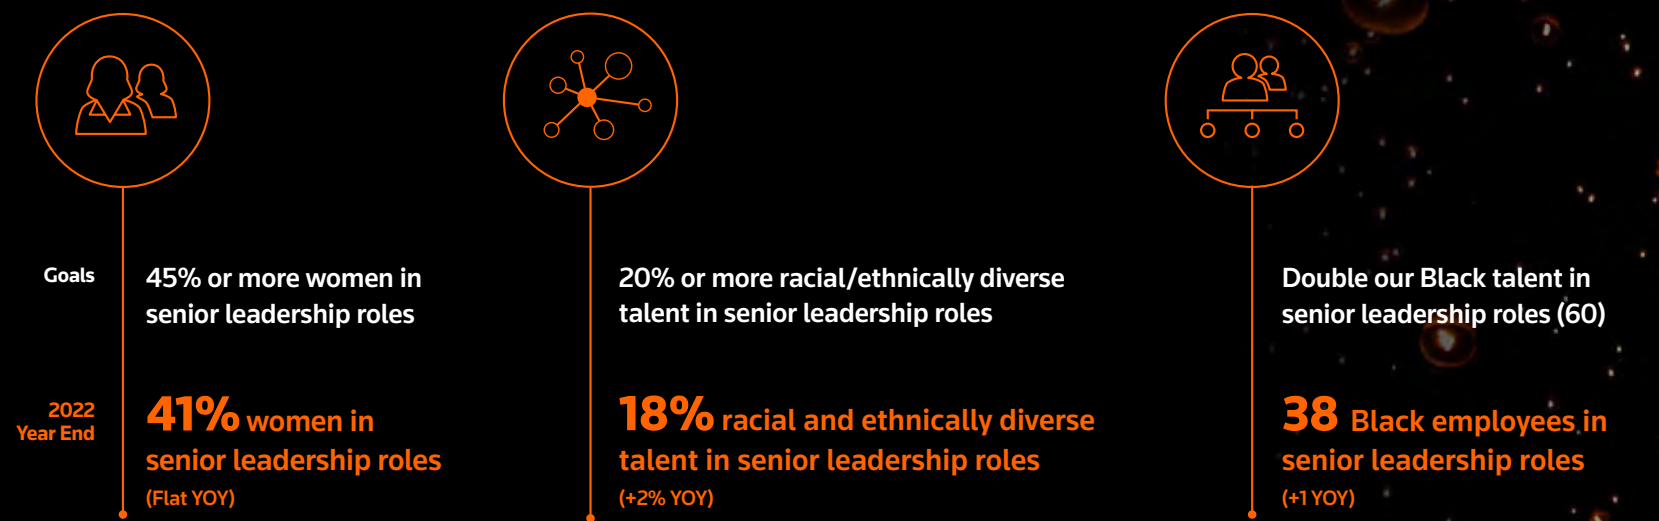 Goals
45% or more women in
senior leadership roles
20% or more racial/ethnically diverse
talent in senior leadership roles
Double our Black talent in
senior leadership roles (60)
2022
Year End
41% women in
senior leadership roles
(Flat YOY)
18% racial and ethnically diverse
talent in senior leadership roles
(+2% YOY)
38 Black employees in
senior leadership roles
(+1 YOY)